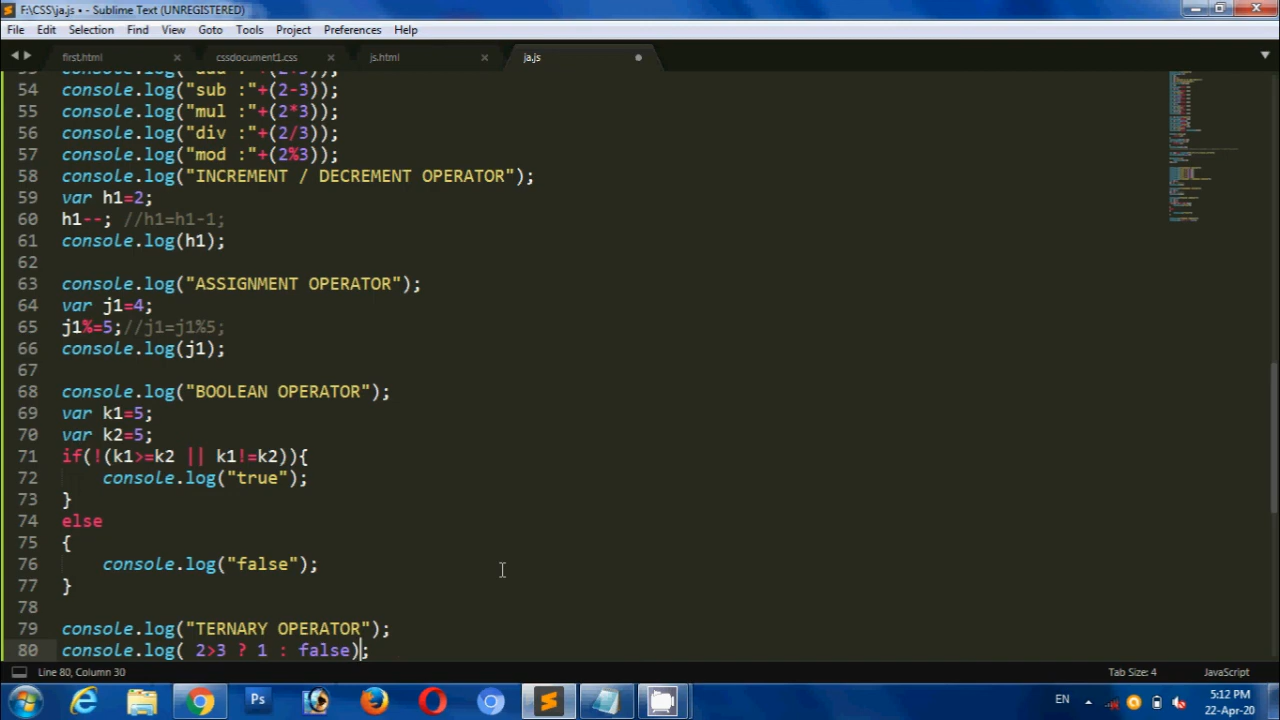 F:\CSS\ja.js • - Sublime Text (UNREGISTERED)
File Edit Selection Find View Goto Tools Project Preferences Help
first.html cssdocument1.css js.html ja.js
54 console.log("sub :"+(2-3));
55 console.log("mul :"+(2*3));
56 console.log("div :"+(2/3));
57 console.log("mod :"+(2%3));
58 console.log("INCREMENT / DECREMENT OPERATOR");
59 var h1=2;
60 h1--; //h1=h1-1;
61 console.log(h1);
62
63 console.log("ASSIGNMENT OPERATOR");
64 var j1=4;
65 j1%=5;//j1=j1%5;
66 console.log(j1);
67
68 console.log("BOOLEAN OPERATOR");
69 var k1=5;
70 var k2=5;
71 if(!(k1>=k2 || k1!=k2)){
72 console.log("true");
73 }
74 else
75 {
76 console.log("false");
77 }
78
79 console.log("TERNARY OPERATOR");
80 console.log( 2>3 ? 1 : false);
Line 80, Column 30 Tab Size: 4 JavaScript
Ps EN 5:12 PM
22-Apr-20